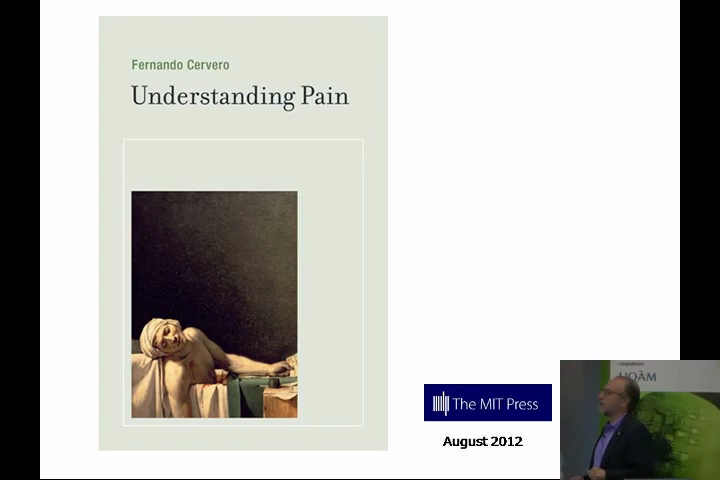 Fernando Cervero
Understanding Pain
The MIT Press
August 2012